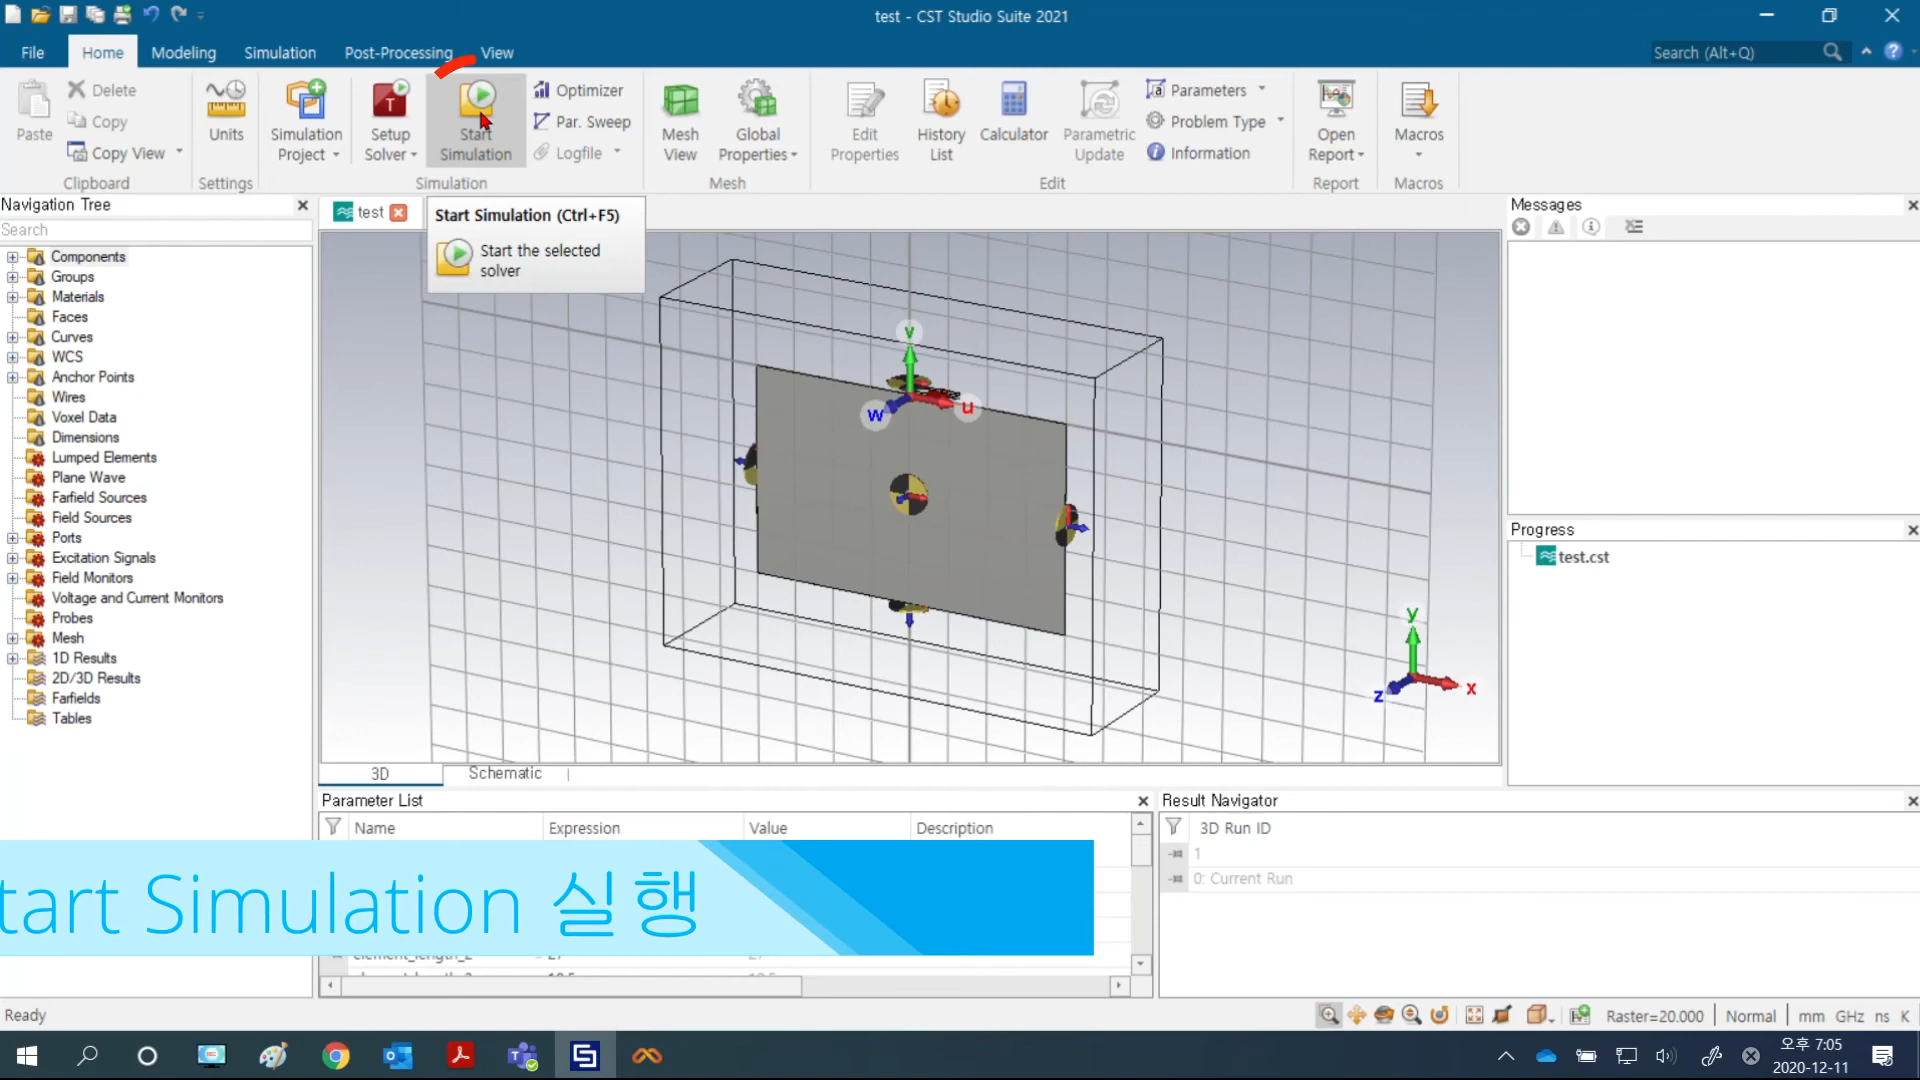 test - CST Studio Suite 2021
File
Home
Modeling
Simulation
Post-Processing
View
Search (Alt+Q)
Paste
Delete
Copy
Copy View
Clipboard
Units
Settings
Simulation
Project
Setup
Solver
Start
Simulation
Optimizer
Par. Sweep
Logfile
Simulation
Mesh
View
Global
Properties
Mesh
Edit
Properties
History
List
Calculator
Parametric
Update
Parameters
Problem Type
Information
Edit
Open
Report
Report
Macros
Macros
Navigation Tree
Search
Components
Groups
Materials
Faces
Curves
WCS
Anchor Points
Wires
Voxel Data
Dimensions
Lumped Elements
Plane Wave
Farfield Sources
Field Sources
Ports
Excitation Signals
Field Monitors
Voltage and Current Monitors
Probes
Mesh
1D Results
2D/3D Results
Farfields
Tables
test
Start Simulation (Ctrl+F5)
Start the selected
solver
v
w
u
y
z
x
3D
Schematic
Messages
Progress
test.cst
Parameter List
Name
Expression
Value
Description
Result Navigator
3D Run ID
1
0: Current Run
tart Simulation 실행
Ready
Raster=20.000
Normal
mm GHz ns K
오후 7:05
2020-12-11